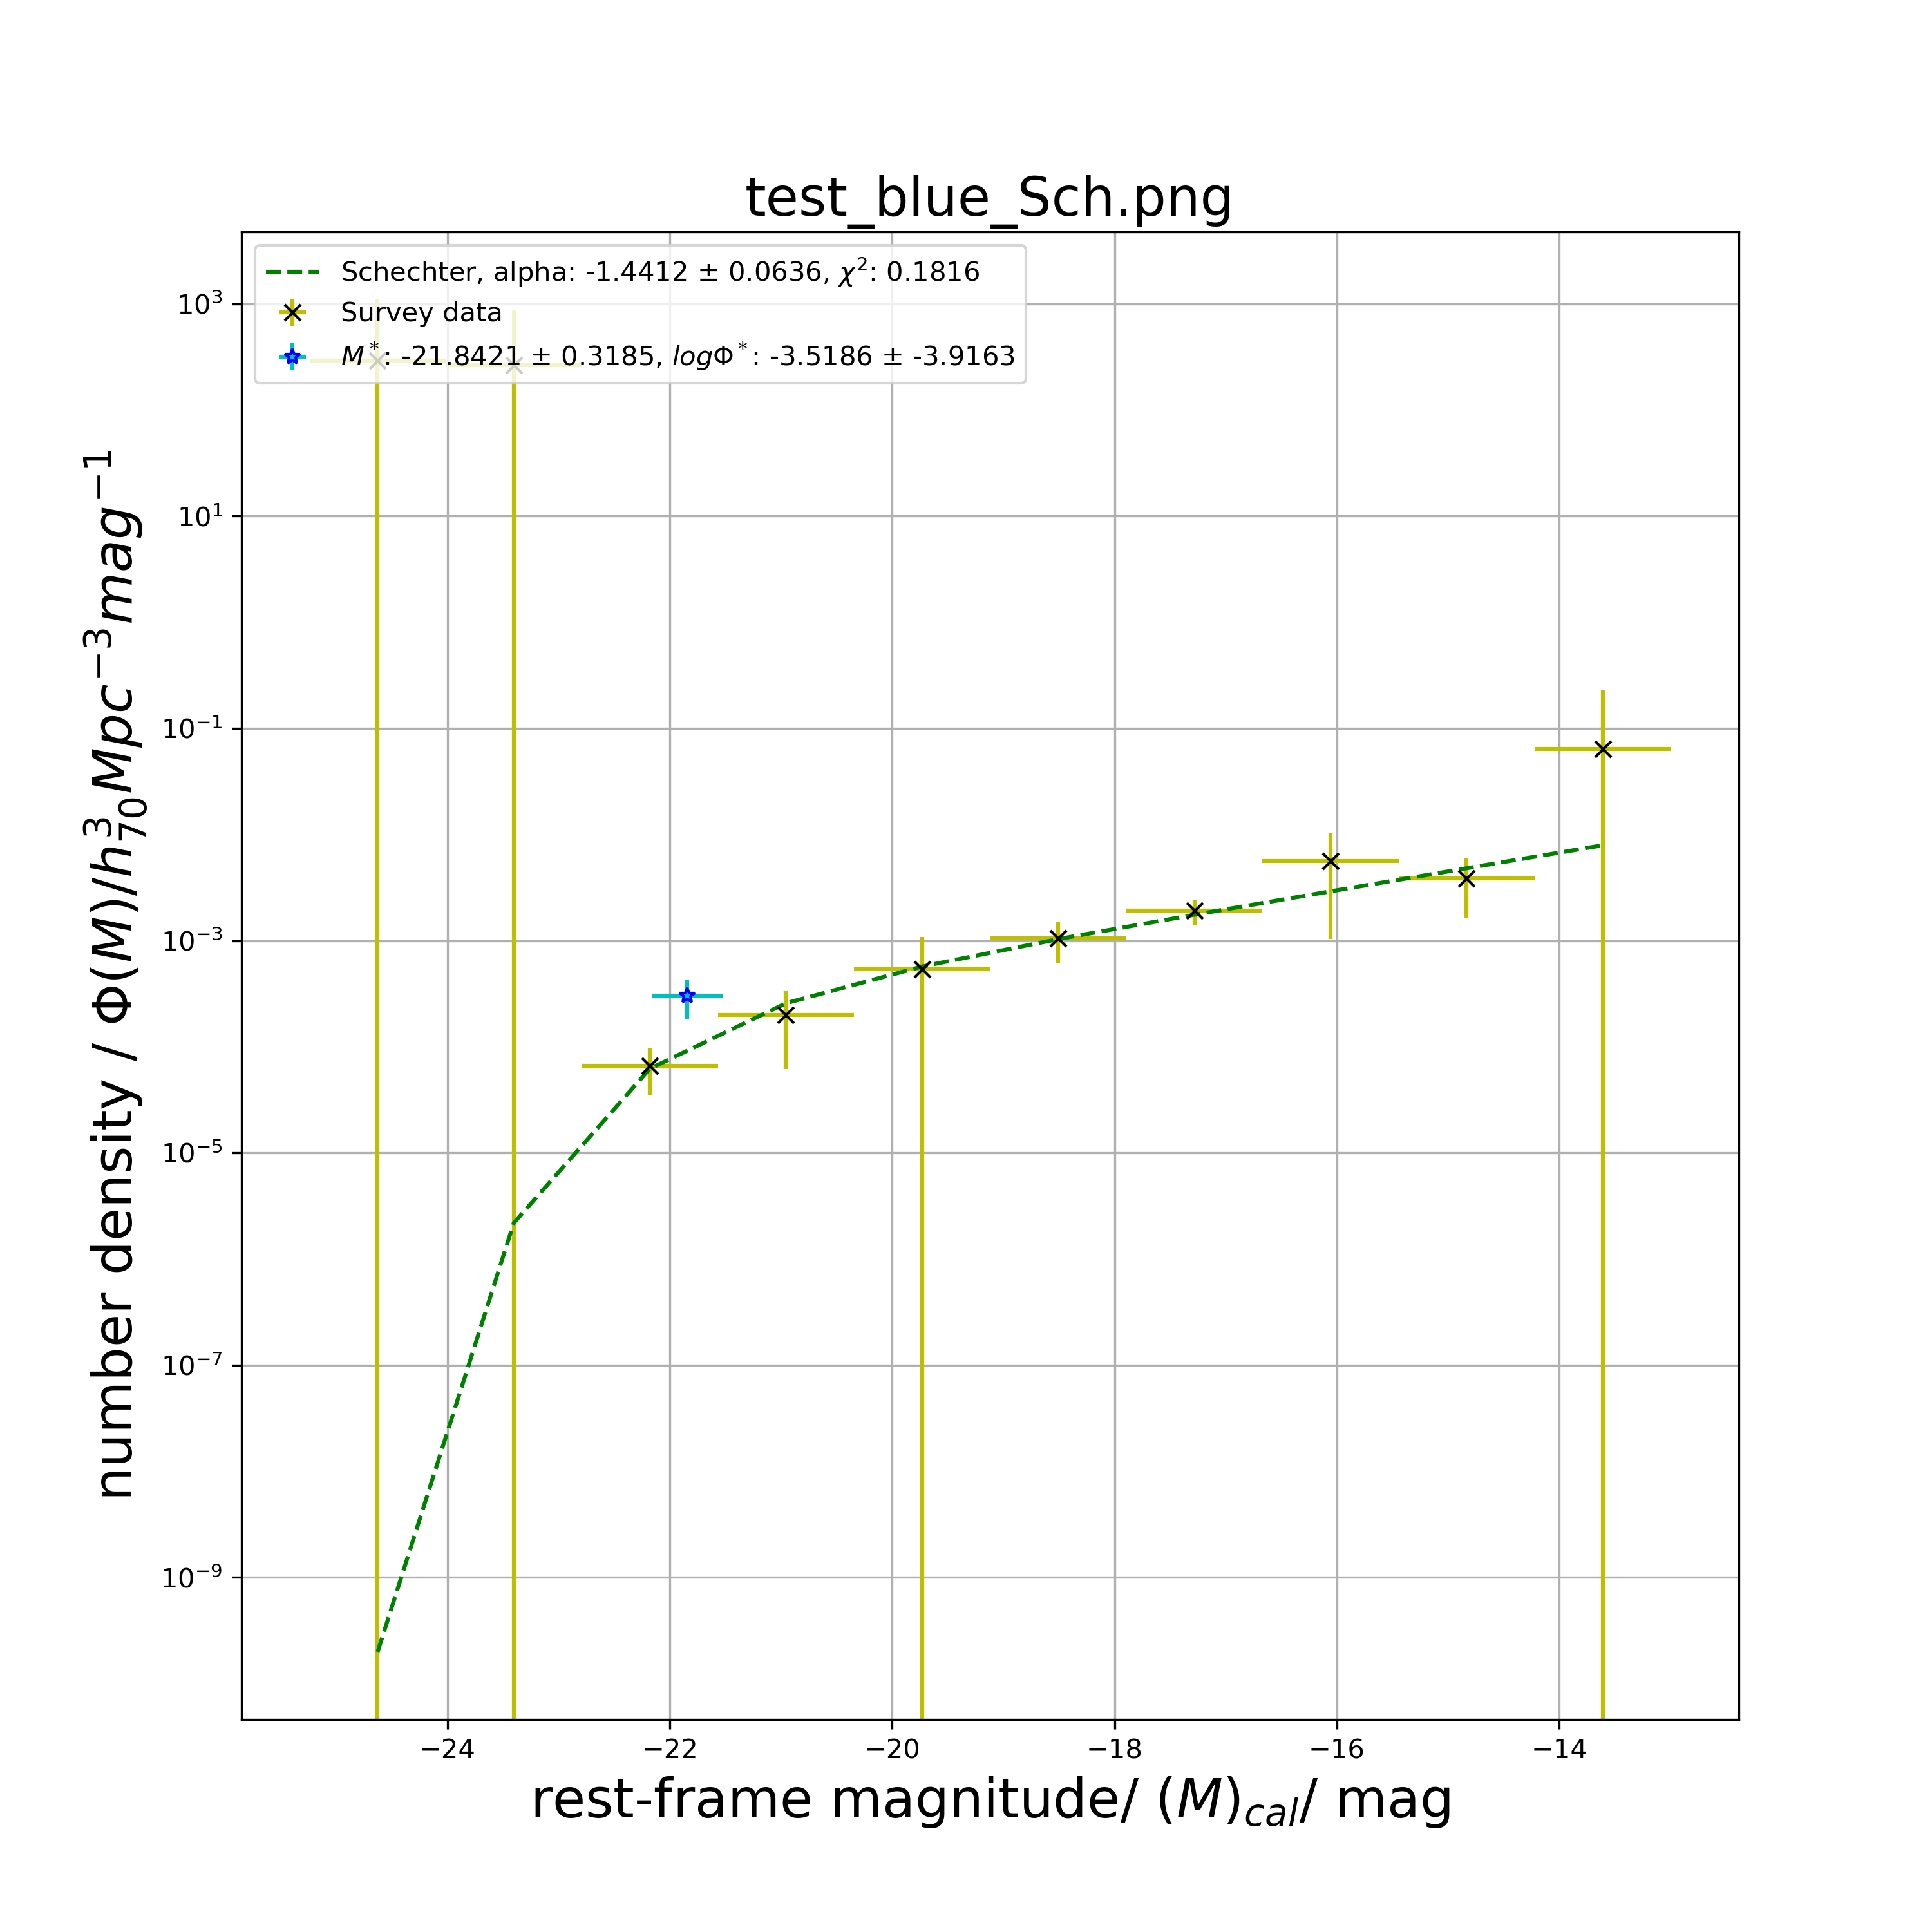 test_blue_Sch.png
Schechter, alpha: -1.4412 ± 0.0636, χ²: 0.1816
Survey data
M*: -21.8421 ± 0.3185, logΦ*: -3.5186 ± -3.9163
number density / Φ(M)/h³₇₀Mpc⁻³mag⁻¹
10³
10¹
10⁻¹
10⁻³
10⁻⁵
10⁻⁷
10⁻⁹
−24 −22 −20 −18 −16 −14
rest-frame magnitude/ (M)cal/ mag